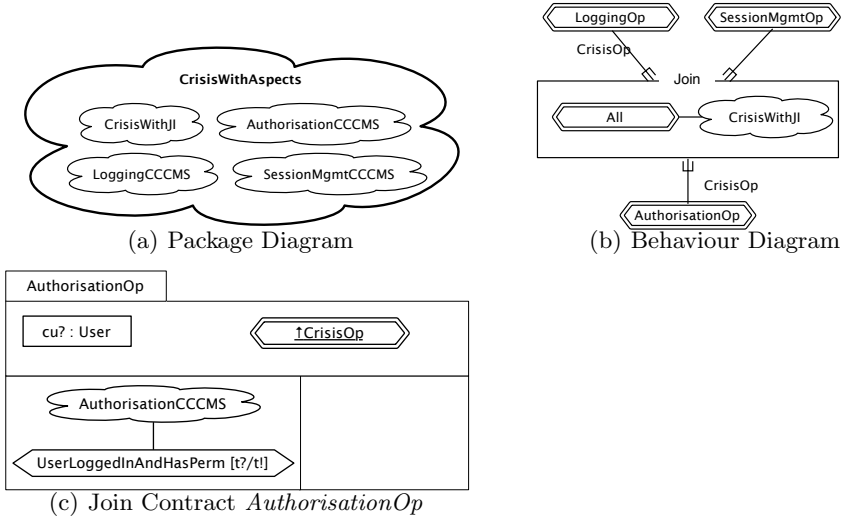 CrisisWithAspects
CrisisWithJI
AuthorisationCCCMS
LoggingCCCMS
SessionMgmtCCCMS
(a) Package Diagram
LoggingOp
SessionMgmtOp
CrisisOp
Join
All
CrisisWithJI
CrisisOp
AuthorisationOp
(b) Behaviour Diagram
AuthorisationOp
cu? : User
↑CrisisOp
AuthorisationCCCMS
UserLoggedInAndHasPerm [t?/t!]
(c) Join Contract AuthorisationOp